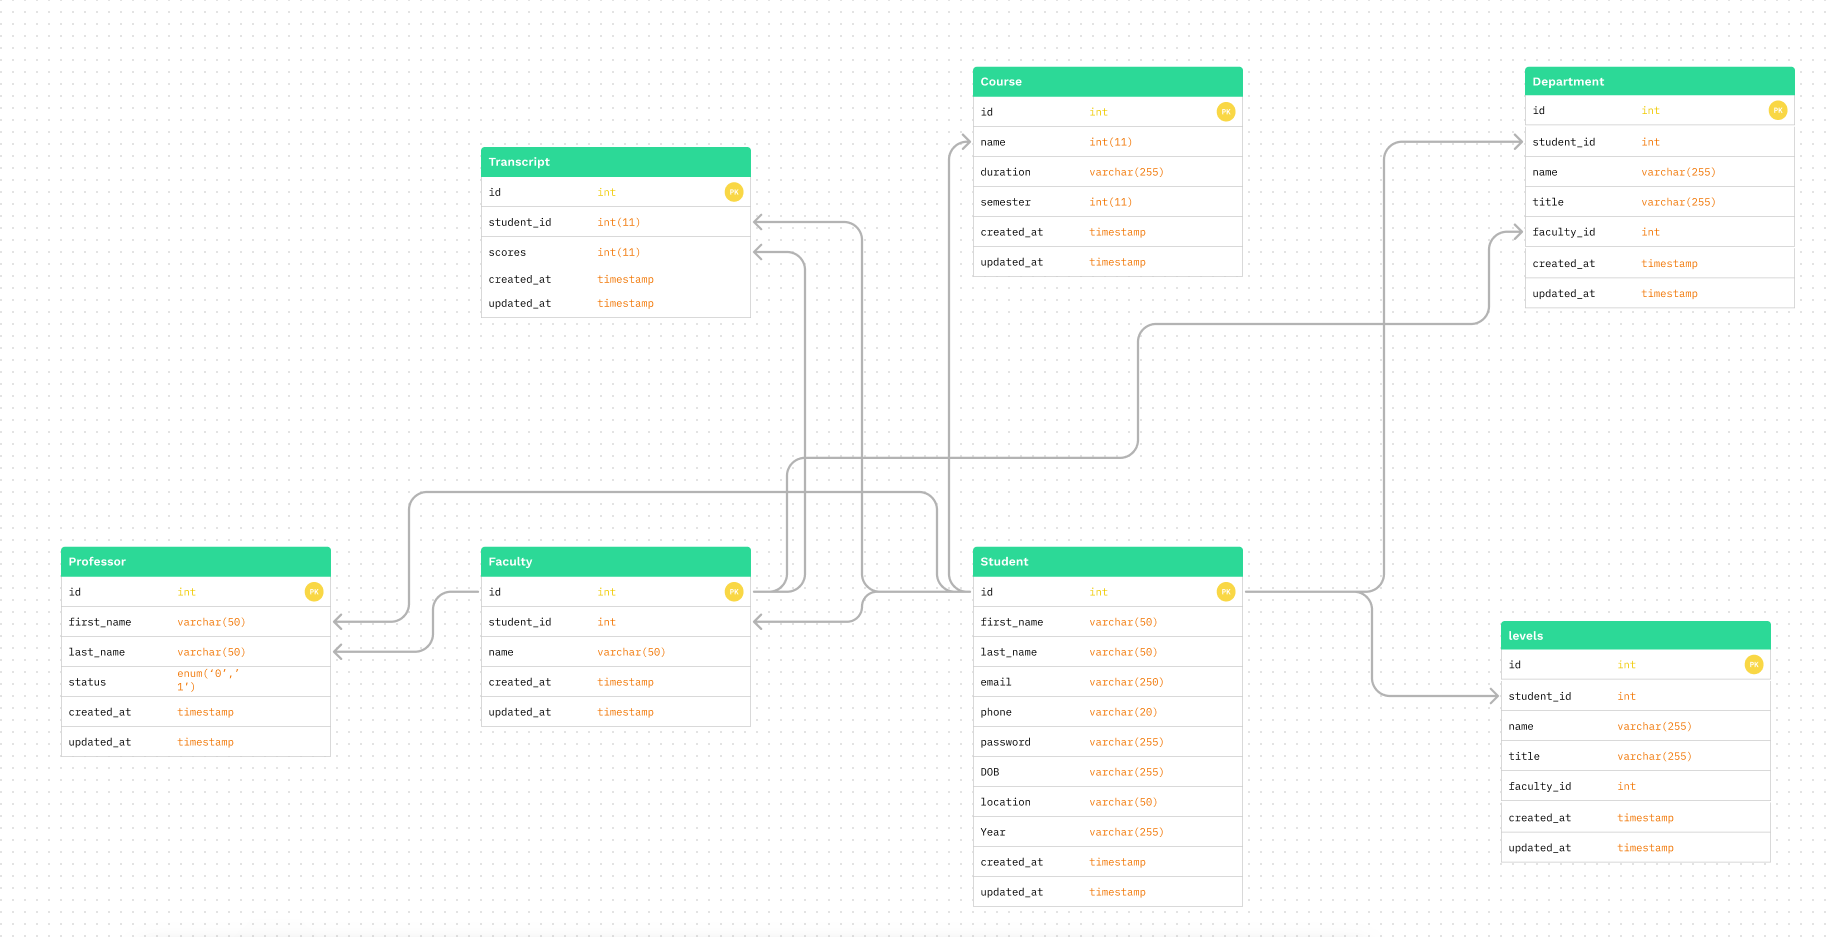 Course
id int PK
name int(11)
duration varchar(255)
semester int(11)
created_at timestamp
updated_at timestamp
Department
id int PK
student_id int
name varchar(255)
title varchar(255)
faculty_id int
created_at timestamp
updated_at timestamp
Transcript
id int PK
student_id int(11)
scores int(11)
created_at timestamp
updated_at timestamp
Professor
id int PK
first_name varchar(50)
last_name varchar(50)
status enum(‘0’,‘
1’)
created_at timestamp
updated_at timestamp
Faculty
id int PK
student_id int
name varchar(50)
created_at timestamp
updated_at timestamp
Student
id int PK
first_name varchar(50)
last_name varchar(50)
email varchar(250)
phone varchar(20)
password varchar(255)
DOB varchar(255)
location varchar(50)
Year varchar(255)
created_at timestamp
updated_at timestamp
levels
id int PK
student_id int
name varchar(255)
title varchar(255)
faculty_id int
created_at timestamp
updated_at timestamp